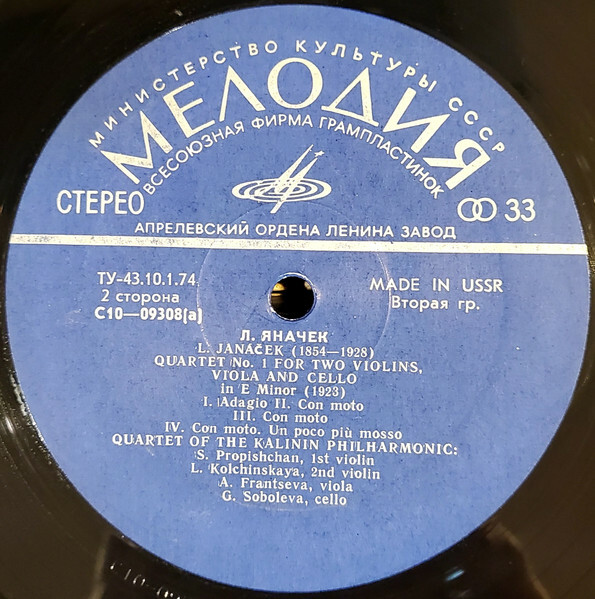 МИНИСТЕРСТВО КУЛЬТУРЫ СССР
МЕЛОДИЯ
ВСЕСОЮЗНАЯ ФИРМА ГРАМПЛАСТИНОК
СТЕРЕО
33
АПРЕЛЕВСКИЙ ОРДЕНА ЛЕНИНА ЗАВОД
ТУ—43.10.1.74
MADE IN USSR
2 сторона
Вторая гр.
С10—09308(а)
Л. ЯНАЧЕК
L. JANÁČEK (1854—1928)
QUARTET No. 1 FOR TWO VIOLINS,
VIOLA AND CELLO
in E Minor (1923)
I. Adagio II. Con moto
III. Con moto
IV. Con moto. Un poco più mosso
QUARTET OF THE KALININ PHILHARMONIC:
S. Propishchan, 1st violin
L. Kolchinskaya, 2nd violin
A. Frantseva, viola
G. Soboleva, cello